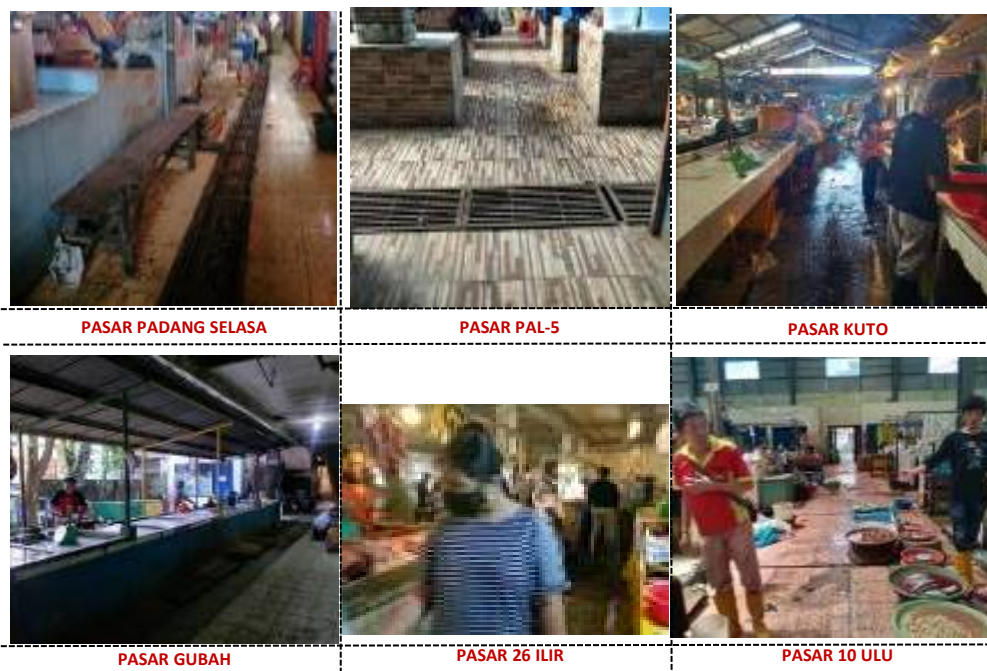 PASAR PADANG SELASA
PASAR PAL-5
PASAR KUTO
PASAR GUBAH
PASAR 26 ILIR
PASAR 10 ULU